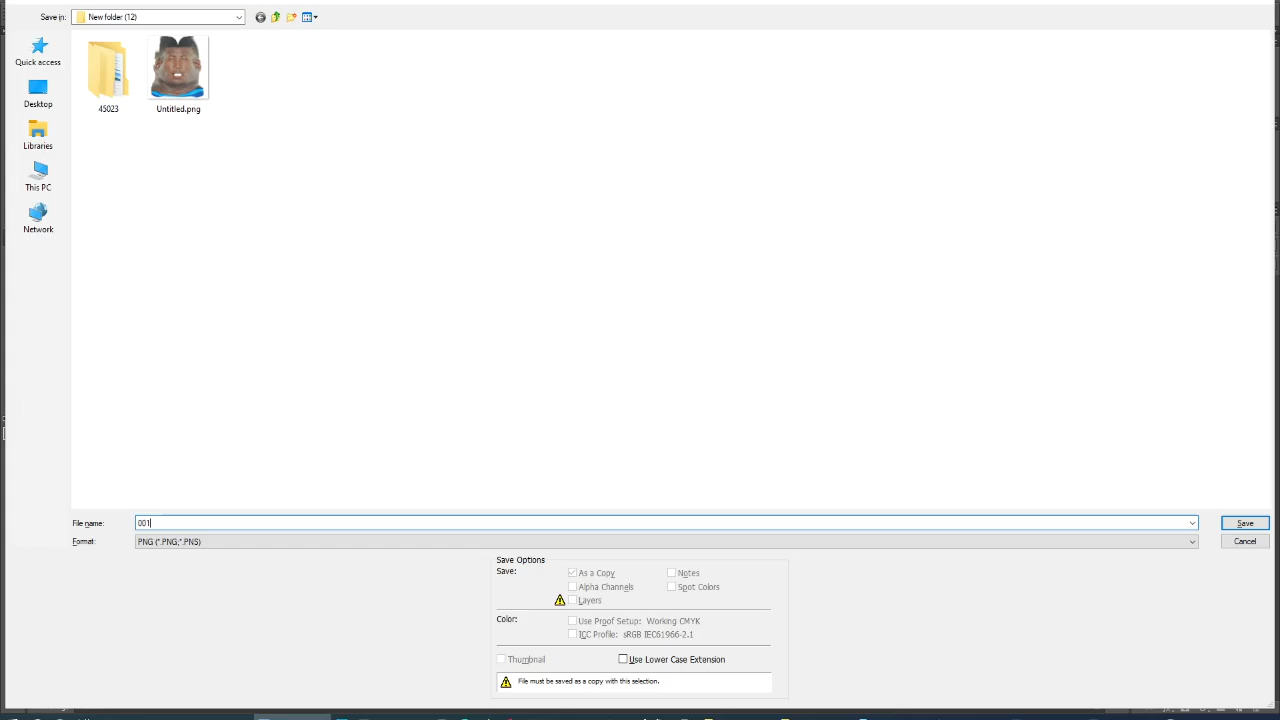 Save in: New folder (12)
Quick access
45023
Untitled.png
Desktop
Libraries
This PC
Network
File name: 001 Save
Format: PNG (*.PNG;*.PNS) Cancel
Save Options
Save: As a Copy Notes
Alpha Channels Spot Colors
Layers
Color: Use Proof Setup: Working CMYK
ICC Profile: sRGB IEC61966-2.1
Thumbnail Use Lower Case Extension
File must be saved as a copy with this selection.